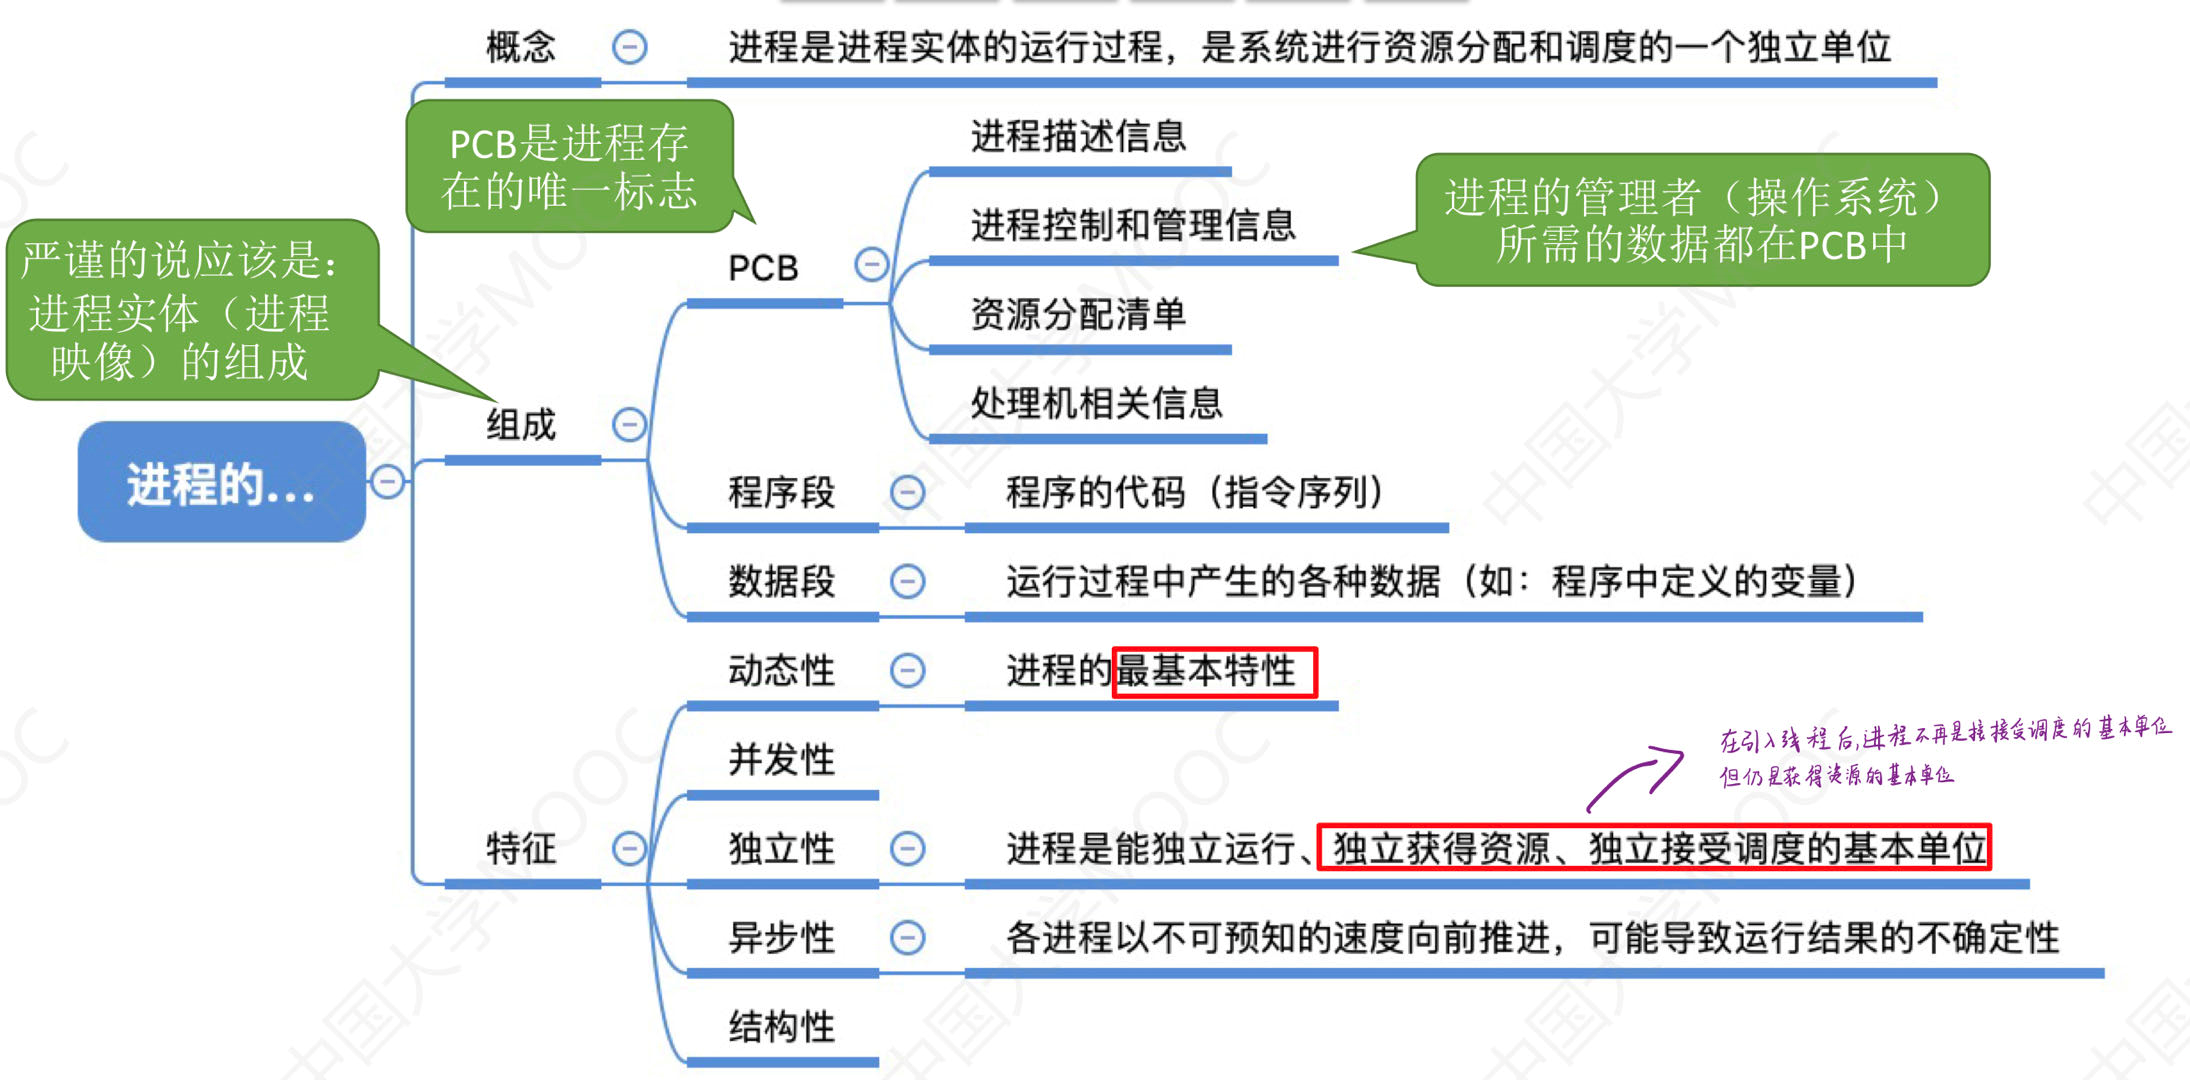 概念
进程是进程实体的运行过程，是系统进行资源分配和调度的一个独立单位
PCB是进程存
在的唯一标志
进程描述信息
进程的管理者（操作系统）
所需的数据都在PCB中
进程控制和管理信息
严谨的说应该是：
进程实体（进程
映像）的组成
PCB
资源分配清单
处理机相关信息
组成
进程的...
程序段
程序的代码（指令序列）
数据段
运行过程中产生的各种数据（如：程序中定义的变量）
动态性
进程的最基本特性
并发性
在引入线程后,进程不再是接接受调度的基本单位
但仍是获得资源的基本单位
特征
独立性
进程是能独立运行、独立获得资源、独立接受调度的基本单位
异步性
各进程以不可预知的速度向前推进，可能导致运行结果的不确定性
结构性
中国大学MOOC